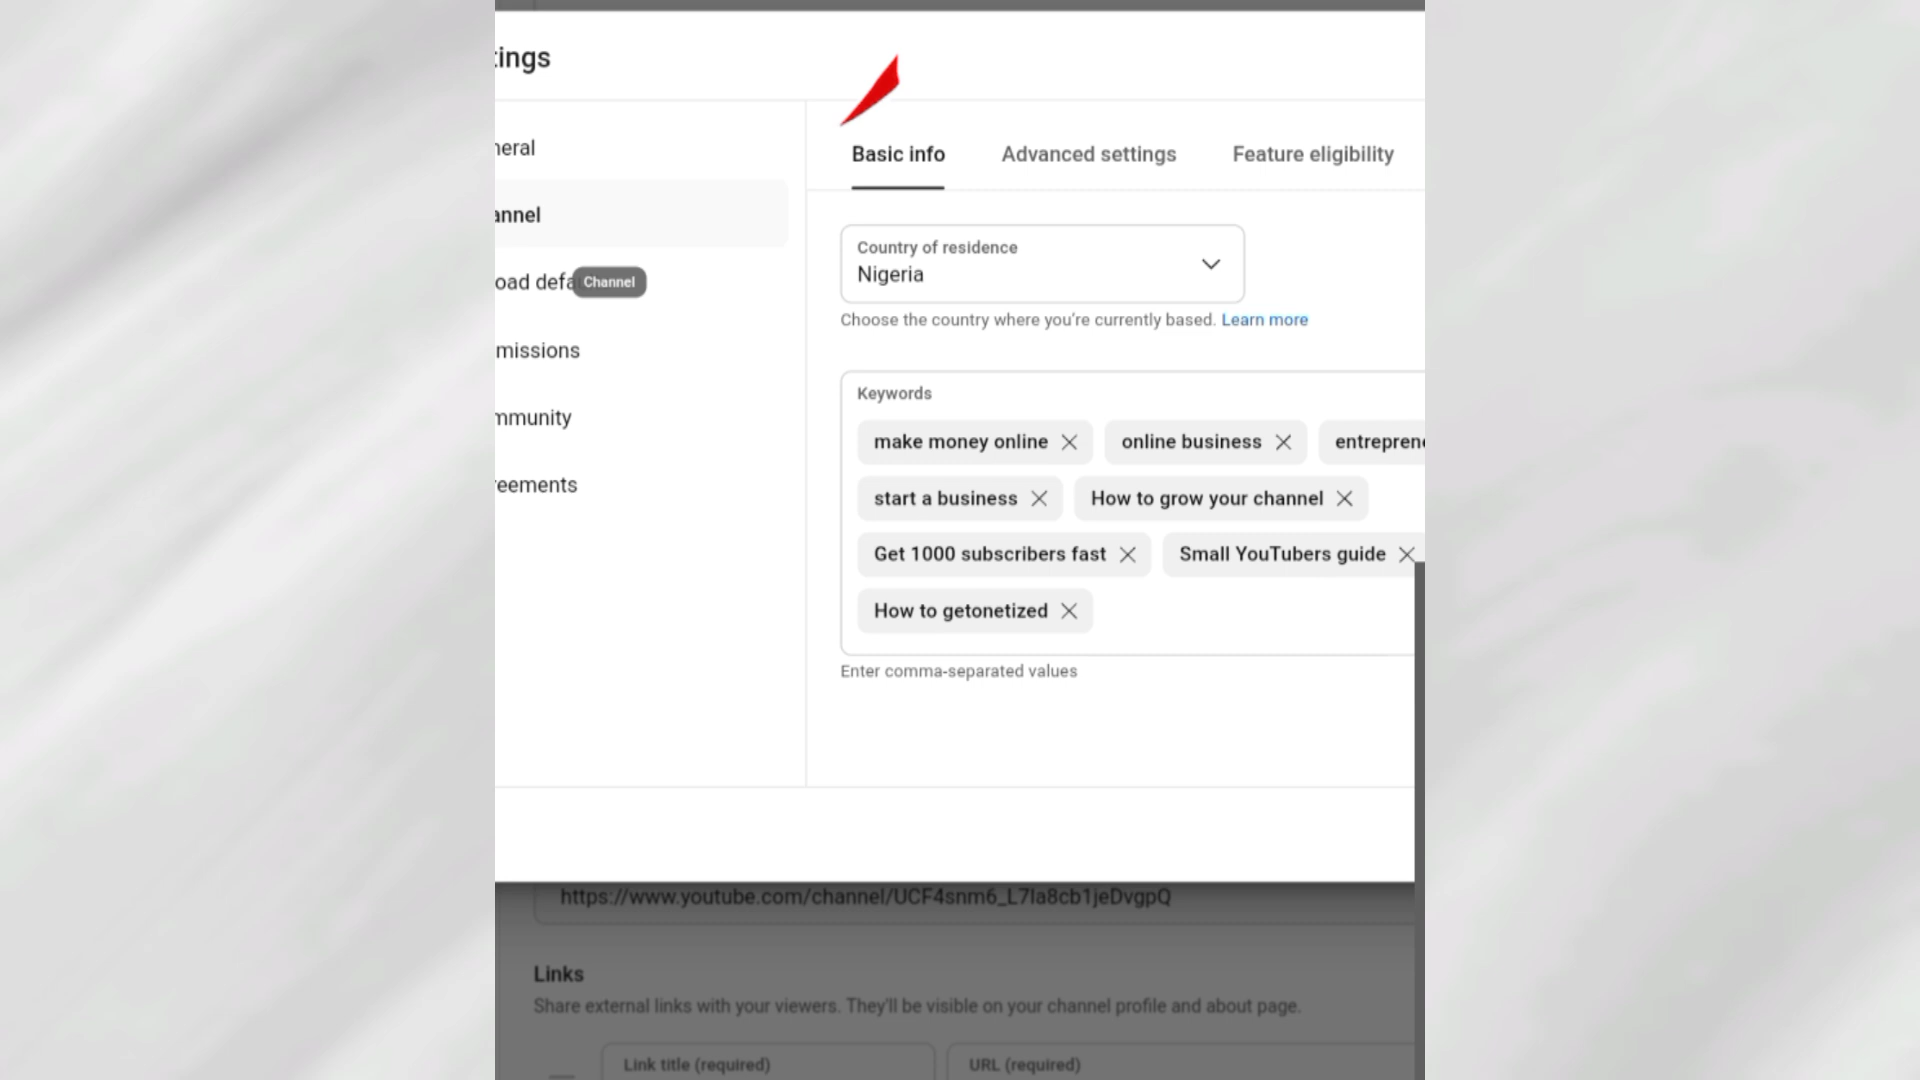 tings
neral
annel
oad defa
Channel
missions
mmunity
reements
Basic info Advanced settings Feature eligibility
Country of residence
Nigeria
Choose the country where you're currently based. Learn more
Keywords
make money online online business entreprene
start a business How to grow your channel
Get 1000 subscribers fast Small YouTubers guide
How to getonetized
Enter comma-separated values
https://www.youtube.com/channel/UCF4snm6_L7la8cb1jeDvgpQ
Links
Share external links with your viewers. They'll be visible on your channel profile and about page.
Link title (required) URL (required)